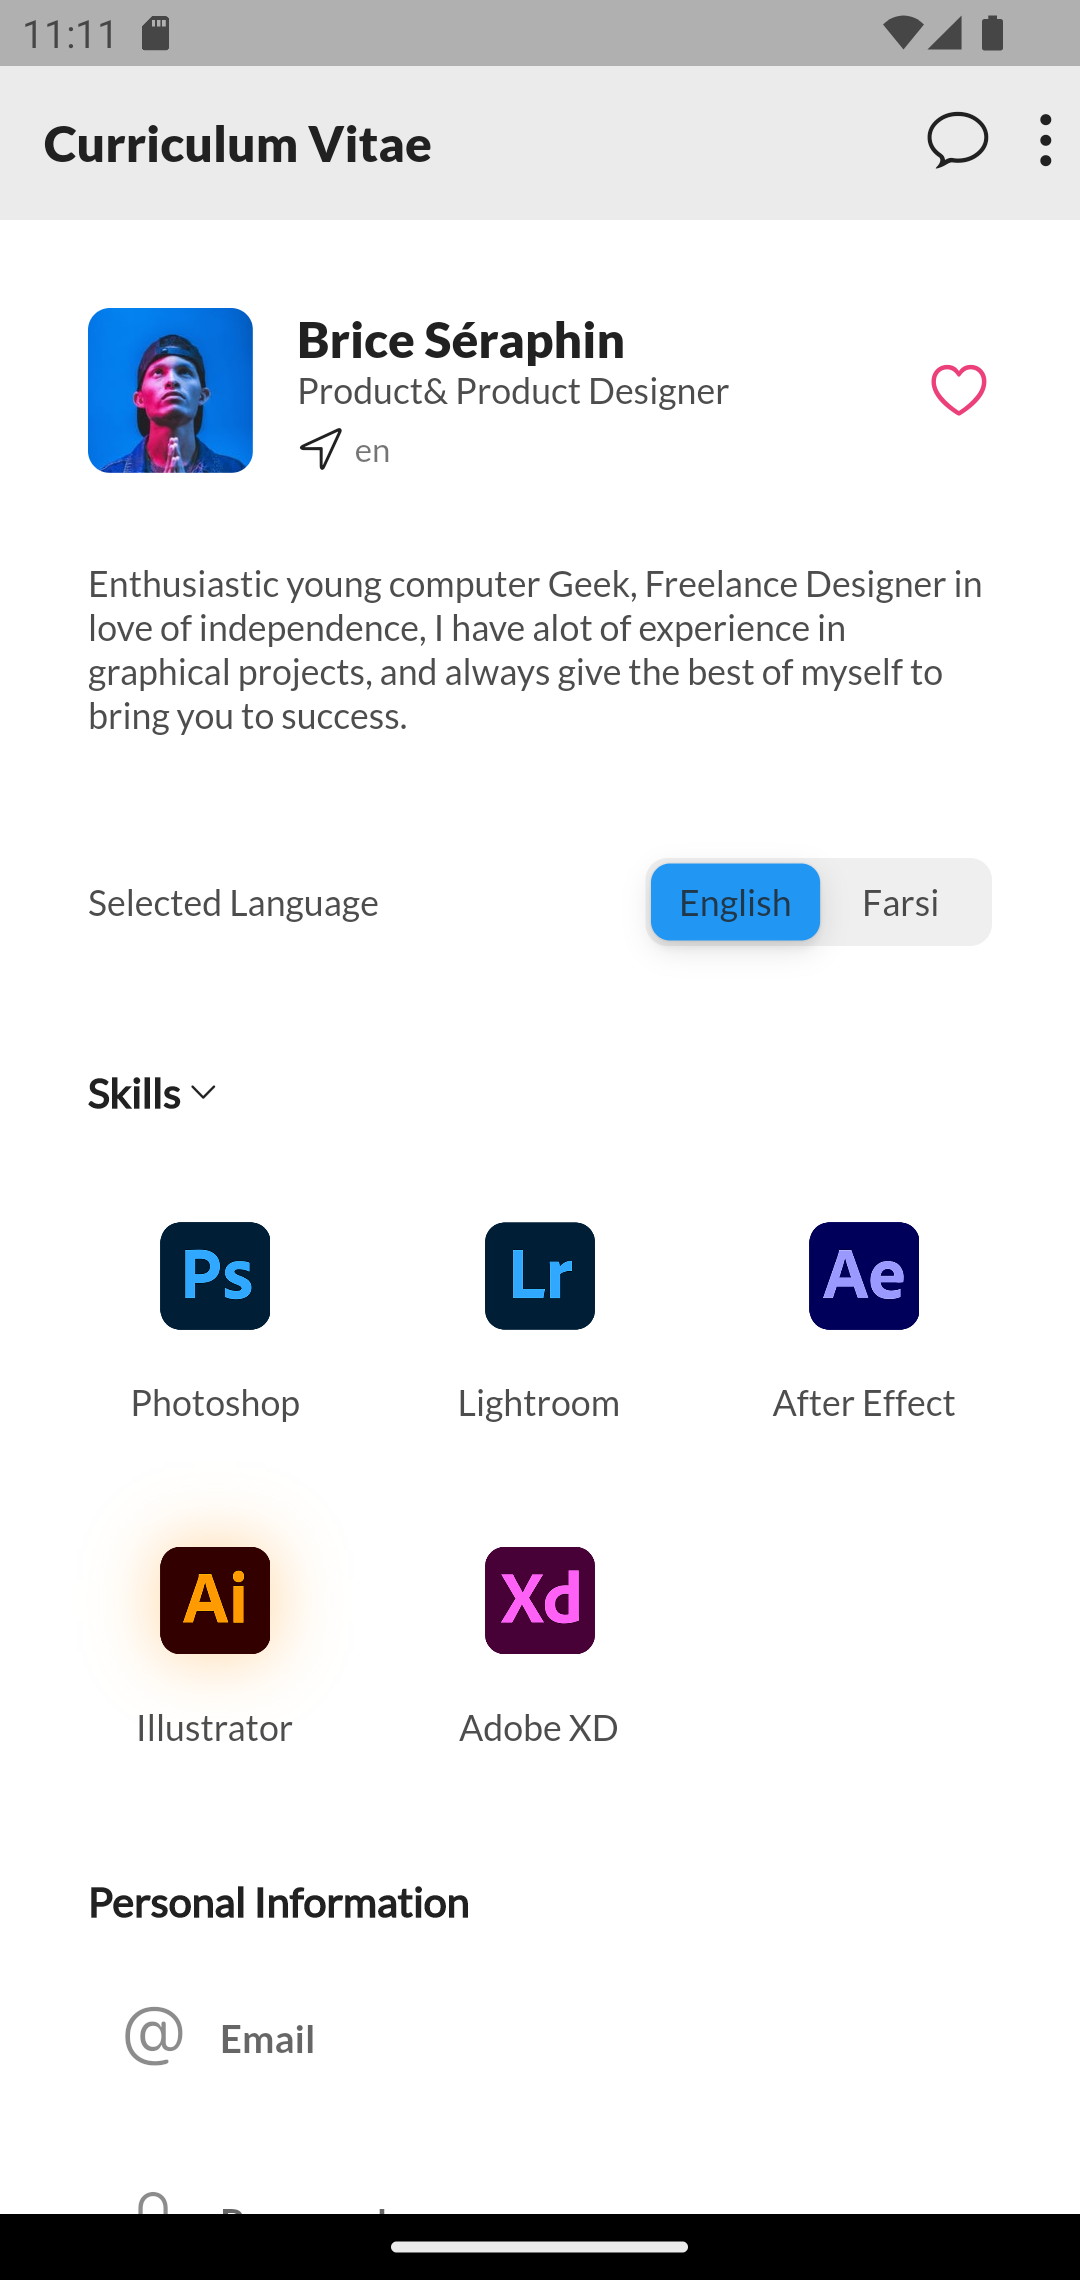 11:11
Curriculum Vitae
Brice Séraphin
Product& Product Designer
en
Enthusiastic young computer Geek, Freelance Designer in
love of independence, I have alot of experience in
graphical projects, and always give the best of myself to
bring you to success.
Selected Language English Farsi
Skills
Ps Lr Ae
Photoshop Lightroom After Effect
Ai Xd
Illustrator Adobe XD
Personal Information
@ Email